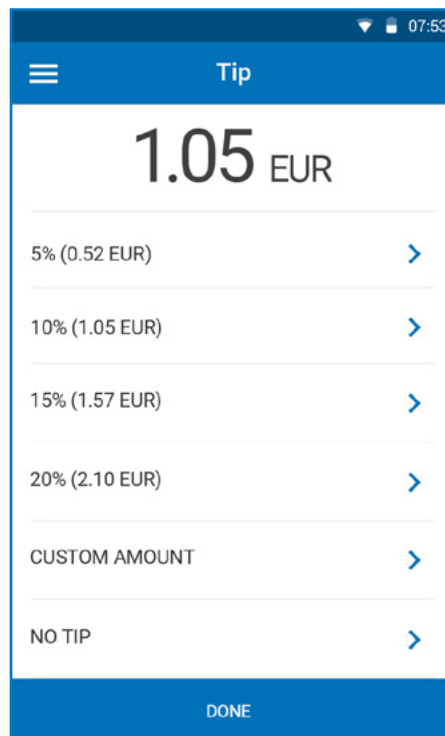 07:53
Tip
1.05 EUR
5% (0.52 EUR)
10% (1.05 EUR)
15% (1.57 EUR)
20% (2.10 EUR)
CUSTOM AMOUNT
NO TIP
DONE